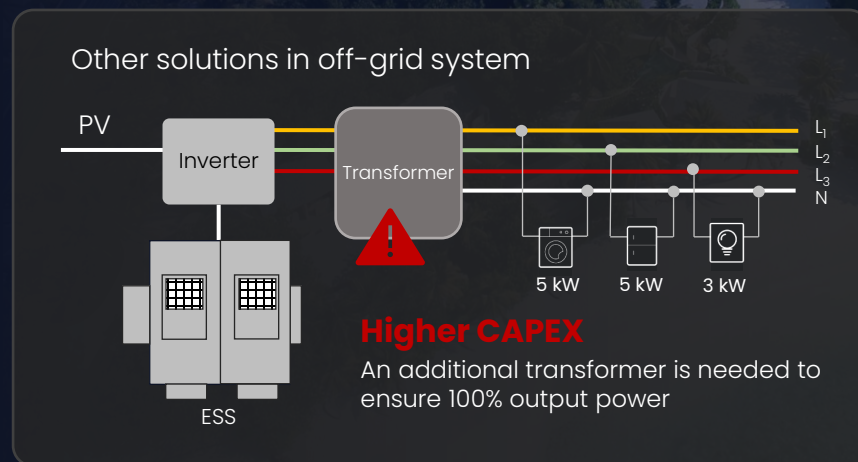 Other solutions in off-grid system
PV
Inverter
Transformer
L₁
L₂
L₃
N
5 kW
5 kW
3 kW
ESS
Higher CAPEX
An additional transformer is needed to
ensure 100% output power